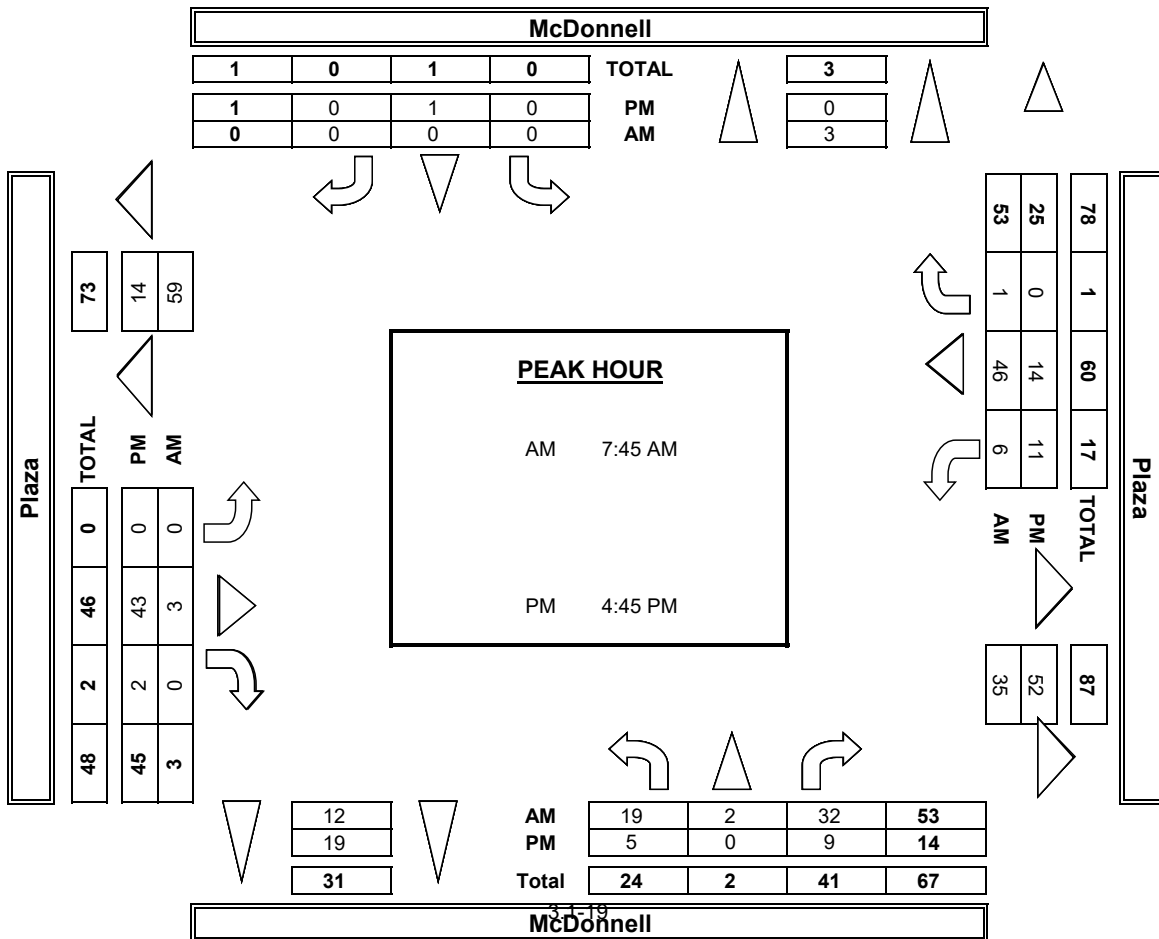 McDonnell
1 0 1 0 TOTAL 3
1 0 1 0 PM 0
0 0 0 0 AM 3
Plaza
73 14 59
TOTAL PM AM
0 0 0
46 43 3
2 2 0
48 45 3
PEAK HOUR
AM 7:45 AM
PM 4:45 PM
53 25 78
1 0 1
46 14 60
6 11 17
AM PM TOTAL
35 52 87
Plaza
12 AM 19 2 32 53
19 PM 5 0 9 14
31 Total 24 2 41 67
3.1-19
McDonnell